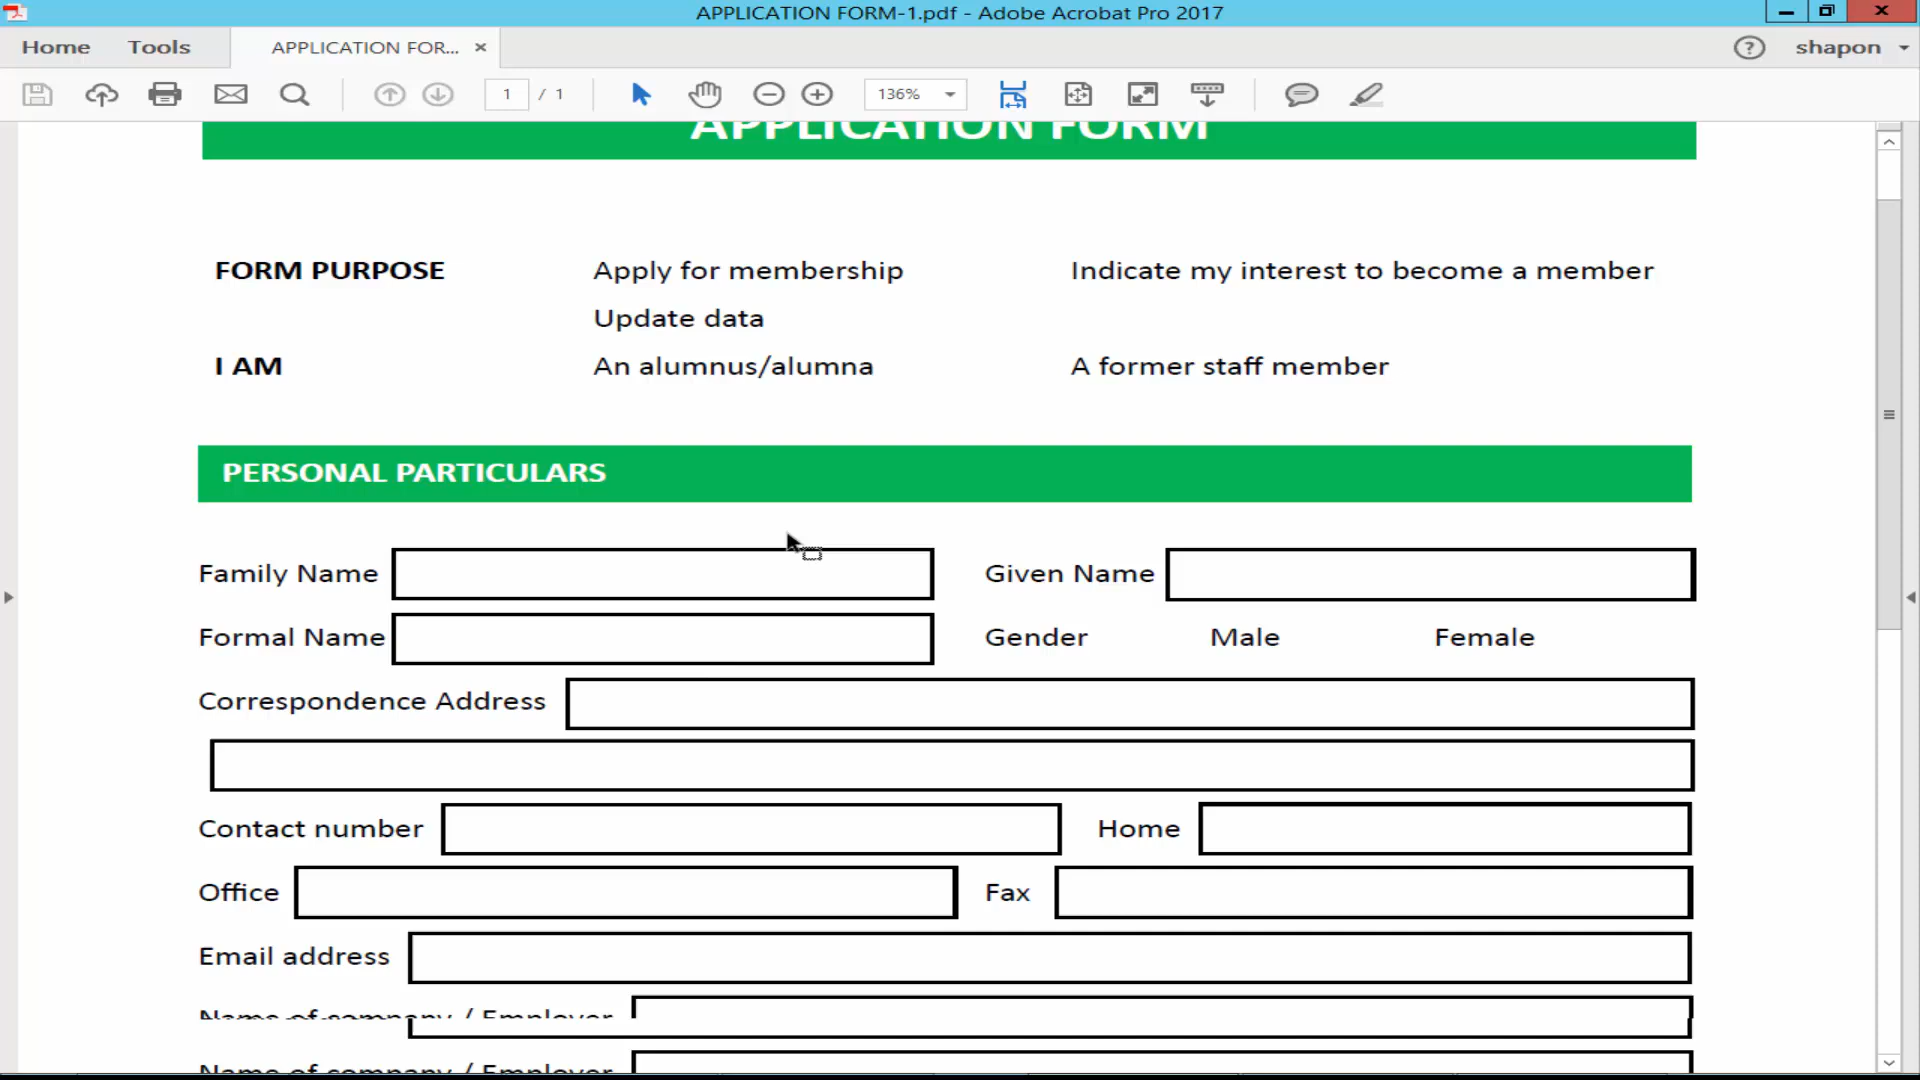 APPLICATION FORM-1.pdf - Adobe Acrobat Pro 2017
Home Tools APPLICATION FOR... shapon
1 / 1 136%
APPLICATION FORM
FORM PURPOSE Apply for membership Indicate my interest to become a member
Update data
I AM An alumnus/alumna A former staff member
PERSONAL PARTICULARS
Family Name Given Name
Formal Name Gender Male Female
Correspondence Address
Contact number Home
Office Fax
Email address
Name of company / Employer
Name of company / Employer